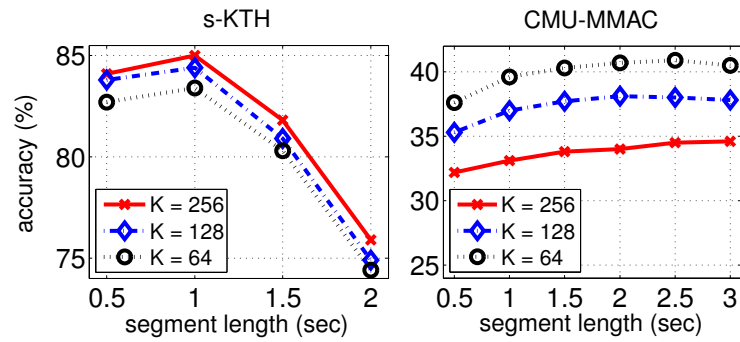 s-KTH
accuracy (%)
85
80
75
K = 256
K = 128
K = 64
0.5 1 1.5 2
segment length (sec)
CMU-MMAC
40
35
30
25
K = 256
K = 128
K = 64
0.5 1 1.5 2 2.5 3
segment length (sec)